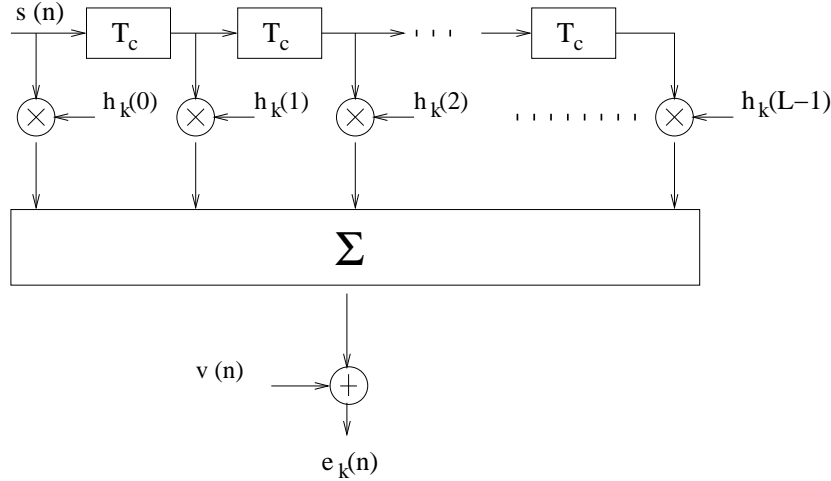 s (n)
T_c T_c . . . T_c
h_k(0) h_k(1) h_k(2) . . . . . . . . h_k(L−1)
Σ
v (n)
e_k(n)